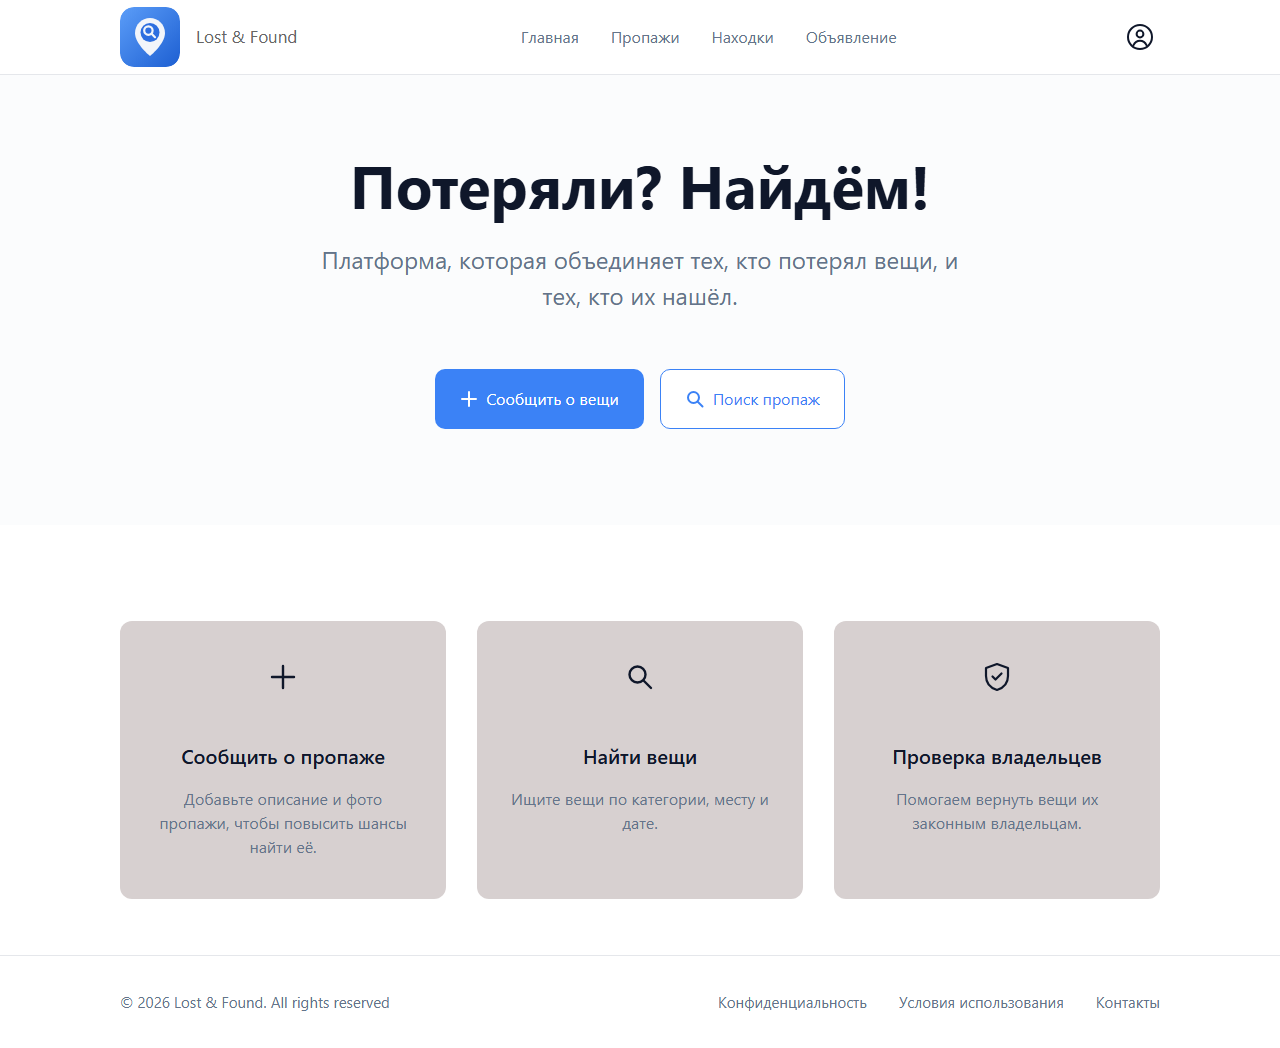 Lost & Found
Главная
Пропажи
Находки
Объявление
Потеряли? Найдём!
Платформа, которая объединяет тех, кто потерял вещи, и
тех, кто их нашёл.
Сообщить о вещи
Поиск пропаж
Сообщить о пропаже
Добавьте описание и фото
пропажи, чтобы повысить шансы
найти её.
Найти вещи
Ищите вещи по категории, месту и
дате.
Проверка владельцев
Помогаем вернуть вещи их
законным владельцам.
© 2026 Lost & Found. All rights reserved
Конфиденциальность
Условия использования
Контакты